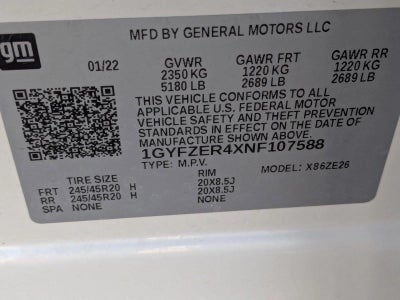 gm
MFD BY GENERAL MOTORS LLC
01/22 GVWR GAWR FRT GAWR RR
2350 KG 1220 KG 1220 KG
5180 LB 2689 LB 2689 LB
THIS VEHICLE CONFORMS TO ALL
APPLICABLE U.S. FEDERAL MOTOR
VEHICLE SAFETY AND THEFT PREVENTION
STANDARDS IN EFFECT ON THE DATE OF
MANUFACTURE SHOWN ABOVE.
1GYFZER4XNF107588
TYPE: M.P.V. MODEL: X86ZE26
TIRE SIZE RIM
FRT 245/45R20 H 20X8.5J
RR 245/45R20 H 20X8.5J
SPA NONE NONE